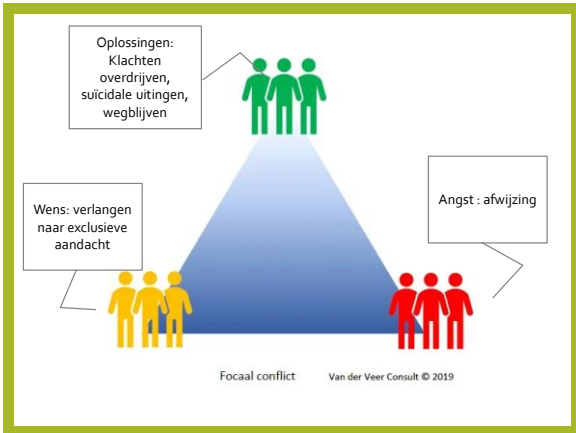 Oplossingen:
Klachten
overdrijven,
suïcidale uitingen,
wegblijven
Wens: verlangen
naar exclusieve
aandacht
Angst : afwijzing
Focaal conflict
Van der Veer Consult © 2019